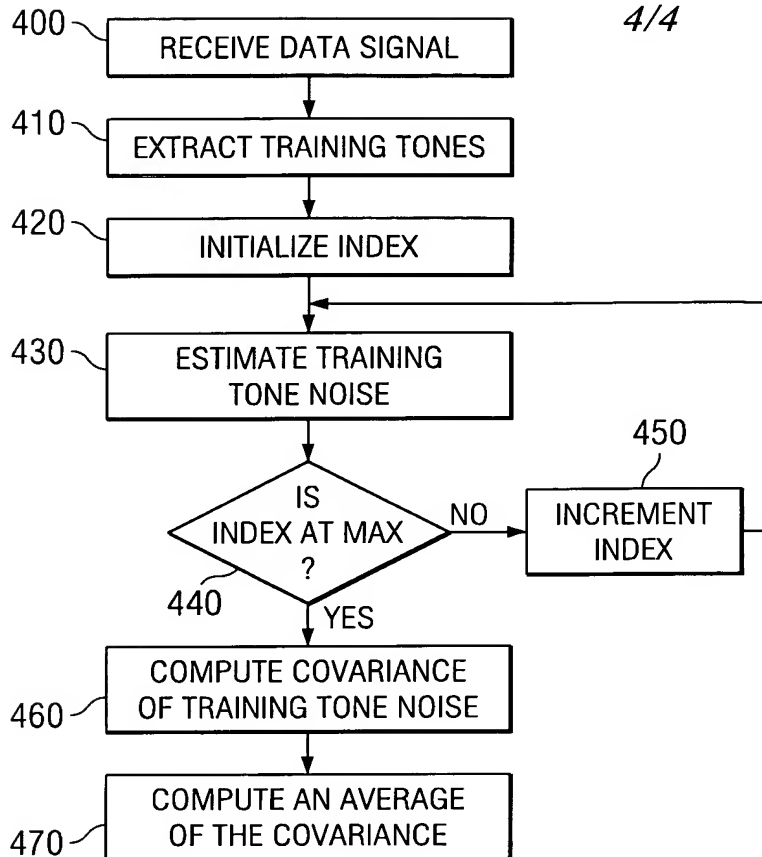 4/4
400
RECEIVE DATA SIGNAL
410
EXTRACT TRAINING TONES
420
INITIALIZE INDEX
430
ESTIMATE TRAINING
TONE NOISE
IS
INDEX AT MAX
?
440
NO
450
INCREMENT
INDEX
YES
460
COMPUTE COVARIANCE
OF TRAINING TONE NOISE
470
COMPUTE AN AVERAGE
OF THE COVARIANCE